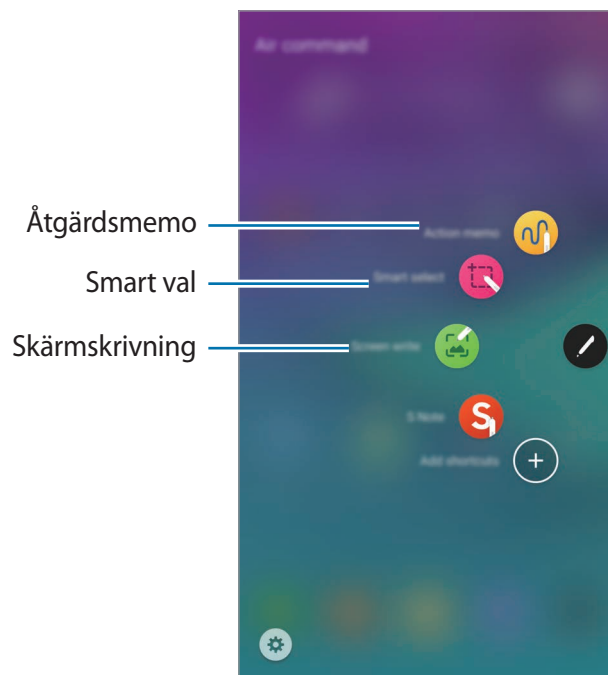 Air command
Åtgärdsmemo
Action memo
Smart val
Smart select
Skärmskrivning
Screen write
S Note
Add shortcuts